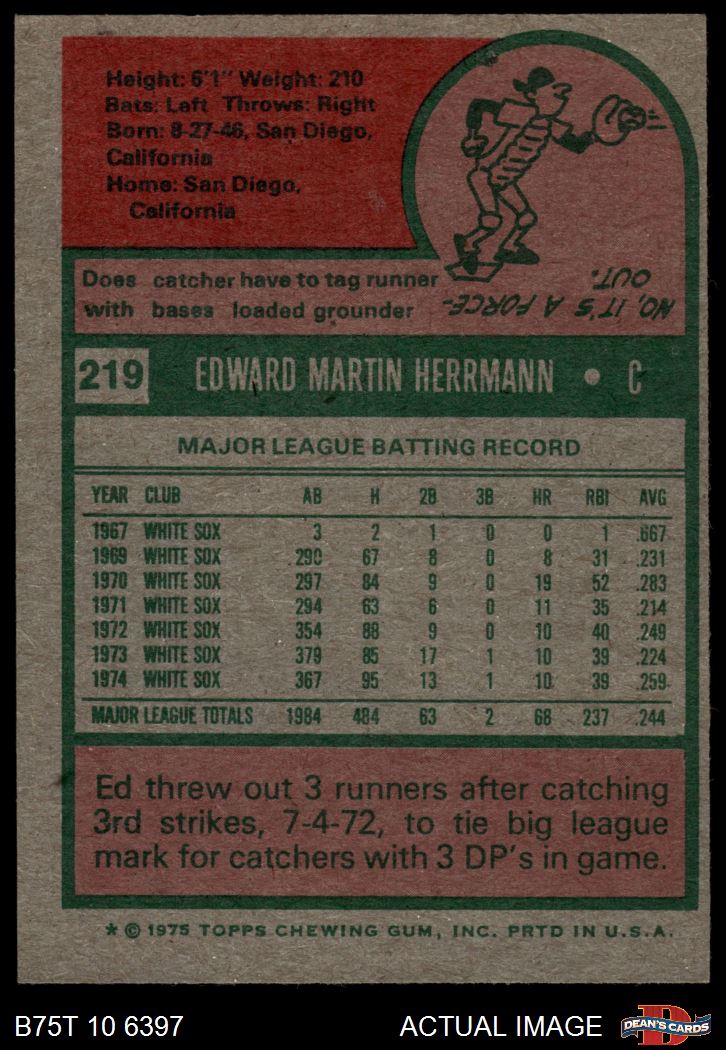 Height: 6'1" Weight: 210
Bats: Left Throws: Right
Born: 8-27-46, San Diego,
California
Home: San Diego,
California
Does catcher have to tag runner
with bases loaded grounder
NO, IT'S A FORCE-
OUT.
219 EDWARD MARTIN HERRMANN • C
MAJOR LEAGUE BATTING RECORD
YEAR CLUB AB H 2B 3B HR RBI AVG
1967 WHITE SOX 3 2 1 0 0 1 .667
1969 WHITE SOX 290 67 8 0 8 31 .231
1970 WHITE SOX 297 84 9 0 19 52 .283
1971 WHITE SOX 294 63 6 0 11 35 .214
1972 WHITE SOX 354 88 9 0 10 40 .249
1973 WHITE SOX 379 85 17 1 10 39 .224
1974 WHITE SOX 367 95 13 1 10 39 .259
MAJOR LEAGUE TOTALS 1984 484 63 2 68 237 .244
Ed threw out 3 runners after catching
3rd strikes, 7-4-72, to tie big league
mark for catchers with 3 DP's in game.
* © 1975 TOPPS CHEWING GUM, INC. PRTD IN U.S.A.
B75T 10 6397 ACTUAL IMAGE DEAN'S CARDS